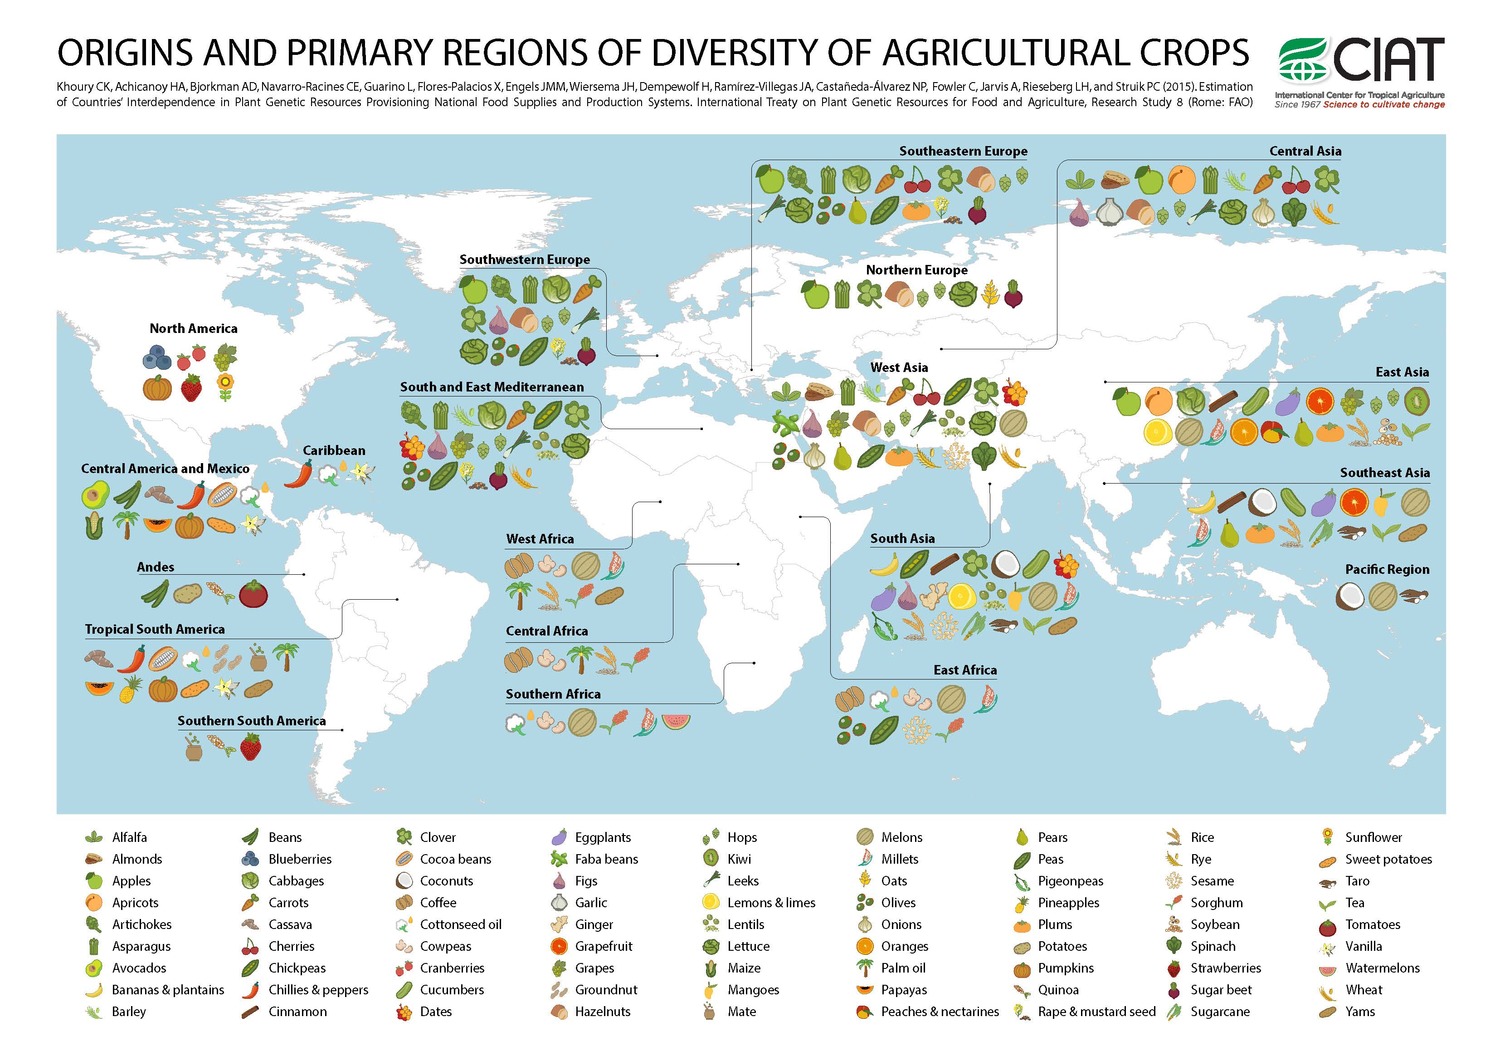 ORIGINS AND PRIMARY REGIONS OF DIVERSITY OF AGRICULTURAL CROPS
CIAT
International Center for Tropical Agriculture
Since 1967 Science to cultivate change
Khoury CK, Achicanoy HA, Bjorkman AD, Navarro-Racines CE, Guarino L, Flores-Palacios X, Engels JMM, Wiersema JH, Dempewolf H, Ramírez-Villegas JA, Castañeda-Álvarez NP, Fowler C, Jarvis A, Rieseberg LH, and Struik PC (2015). Estimation
of Countries' Interdependence in Plant Genetic Resources Provisioning National Food Supplies and Production Systems. International Treaty on Plant Genetic Resources for Food and Agriculture, Research Study 8 (Rome: FAO)
Southeastern Europe
Central Asia
Southwestern Europe
Northern Europe
North America
West Asia
East Asia
South and East Mediterranean
Caribbean
Central America and Mexico
Southeast Asia
West Africa
South Asia
Andes
Pacific Region
Tropical South America
Central Africa
East Africa
Southern Africa
Southern South America
Alfalfa
Almonds
Apples
Apricots
Artichokes
Asparagus
Avocados
Bananas & plantains
Barley
Beans
Blueberries
Cabbages
Carrots
Cassava
Cherries
Chickpeas
Chillies & peppers
Cinnamon
Clover
Cocoa beans
Coconuts
Coffee
Cottonseed oil
Cowpeas
Cranberries
Cucumbers
Dates
Eggplants
Faba beans
Figs
Garlic
Ginger
Grapefruit
Grapes
Groundnut
Hazelnuts
Hops
Kiwi
Leeks
Lemons & limes
Lentils
Lettuce
Maize
Mangoes
Mate
Melons
Millets
Oats
Olives
Onions
Oranges
Palm oil
Papayas
Peaches & nectarines
Pears
Peas
Pigeonpeas
Pineapples
Plums
Potatoes
Pumpkins
Quinoa
Rape & mustard seed
Rice
Rye
Sesame
Sorghum
Soybean
Spinach
Strawberries
Sugar beet
Sugarcane
Sunflower
Sweet potatoes
Taro
Tea
Tomatoes
Vanilla
Watermelons
Wheat
Yams